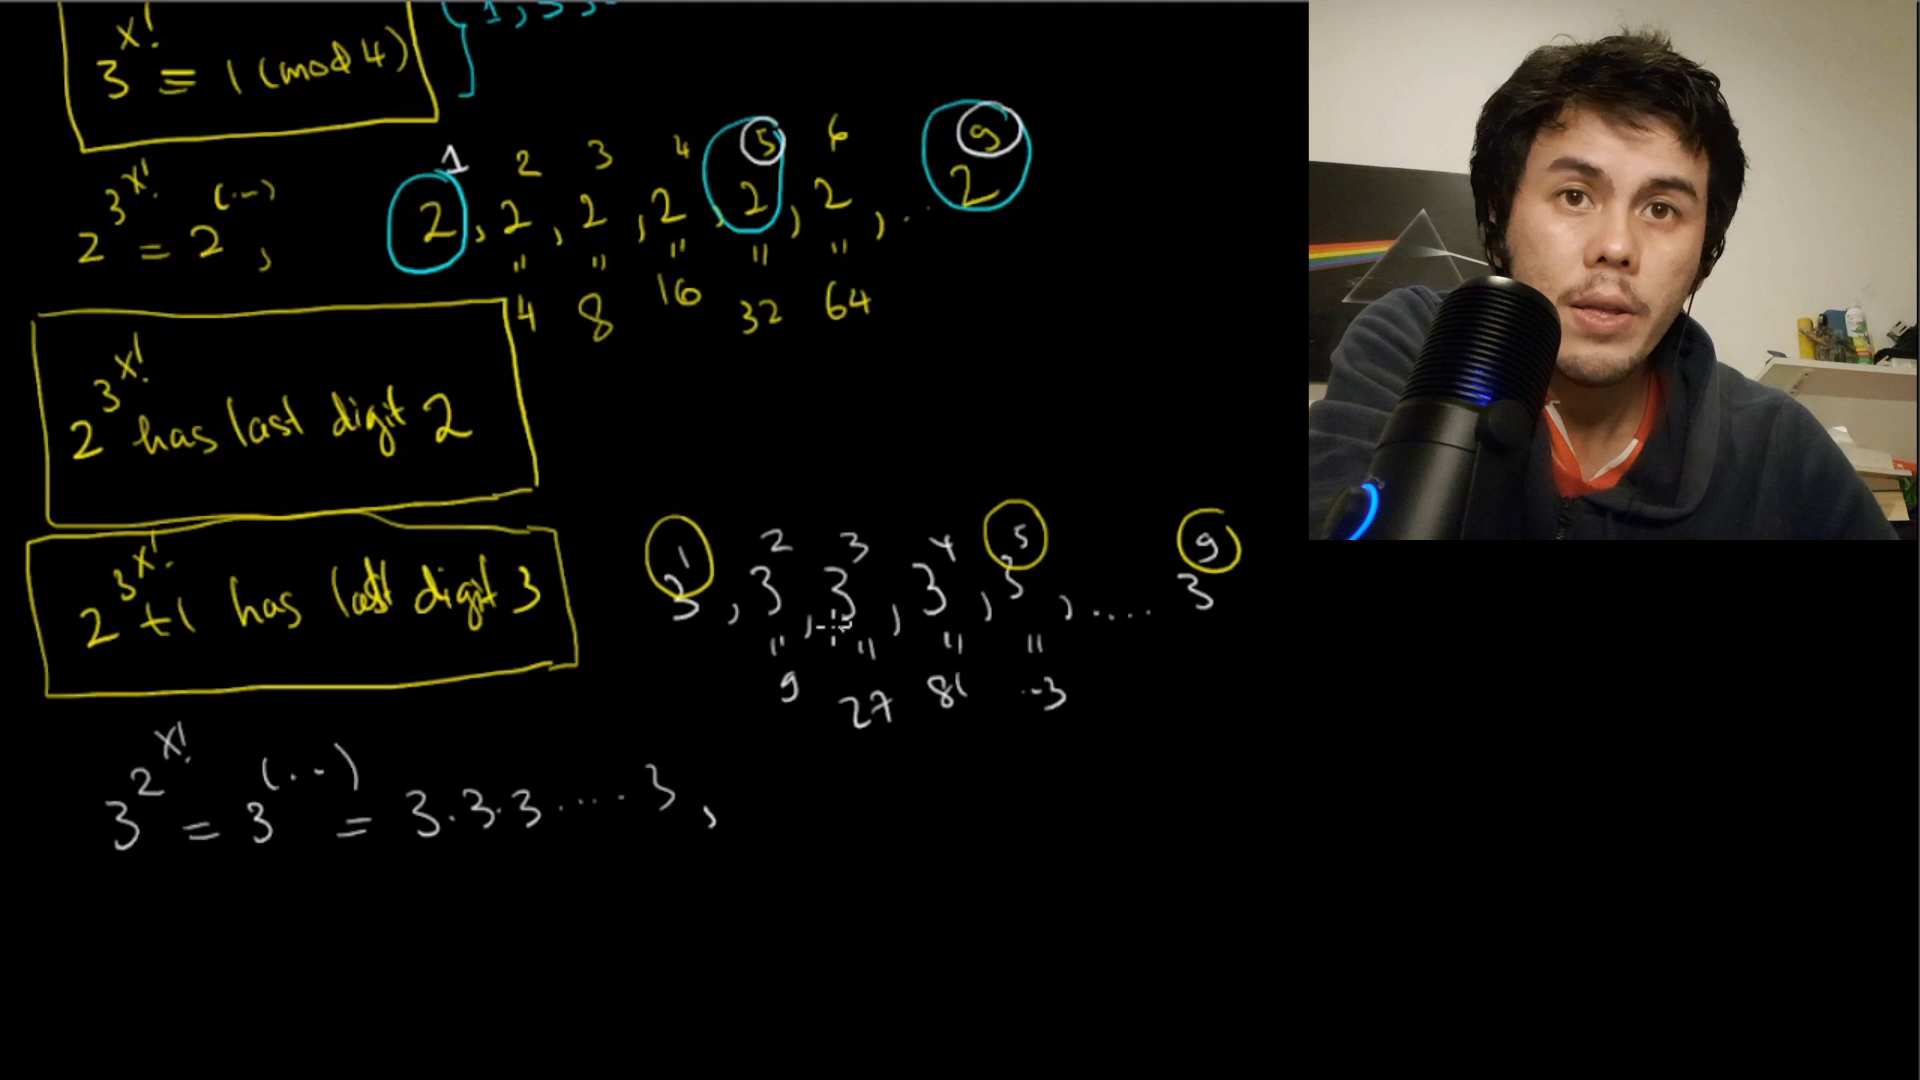 3^{x!} ≡ 1 (mod 4)
2^{3^{x!}} = 2^{(...)},
2^1, 2^2, 2^3, 2^4, 2^5, 2^6, ... 2^9
" " " " "
4 8 16 32 64
2^{3^{x!}} has last digit 2
2^{3^{x!}} +1 has last digit 3
3^1, 3^2, 3^3, 3^4, 3^5, .... 3^9
" " " "
9 27 81 ..3
3^{2^{x!}} = 3^{(...)} = 3·3·3·....·3,